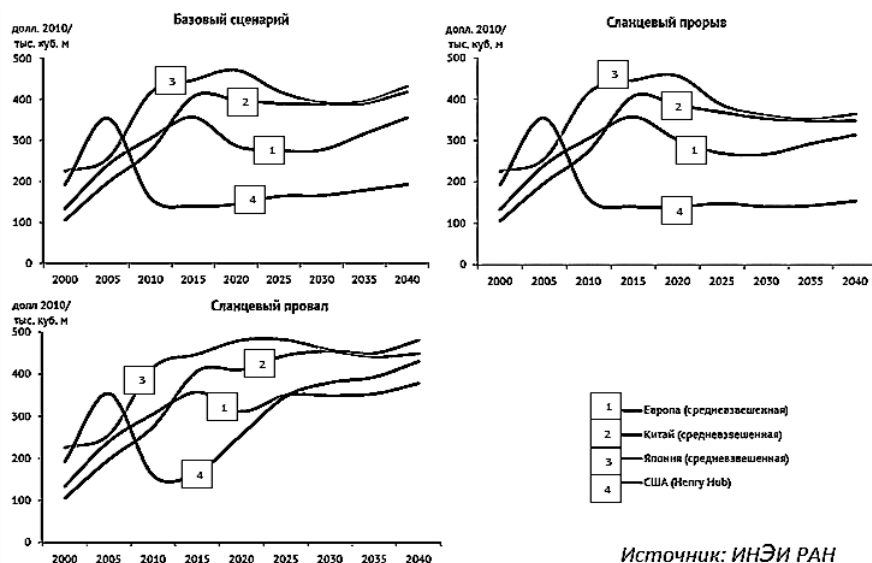 Базовый сценарий
долл. 2010/
тыс. куб. м
500
400
300
200
100
0
3
2
1
4
2000 2005 2010 2015 2020 2025 2030 2035 2040
Сланцевый прорыв
долл. 2010/
тыс. куб, м
500
400
300
200
100
0
3
2
1
4
2000 2005 2010 2015 2020 2025 2030 2035 2040
Сланцевый провал
долл 2010/
тыс. куб. м
500
400
300
200
100
0
3
2
1
4
2000 2005 2010 2015 2020 2025 2030 2035 2040
1 Европа (средневзвешенная)
2 Китай (средневзвешенная)
3 Япония (средневзвешенная)
4 США (Henry Hub)
Источник: ИНЭИ РАН